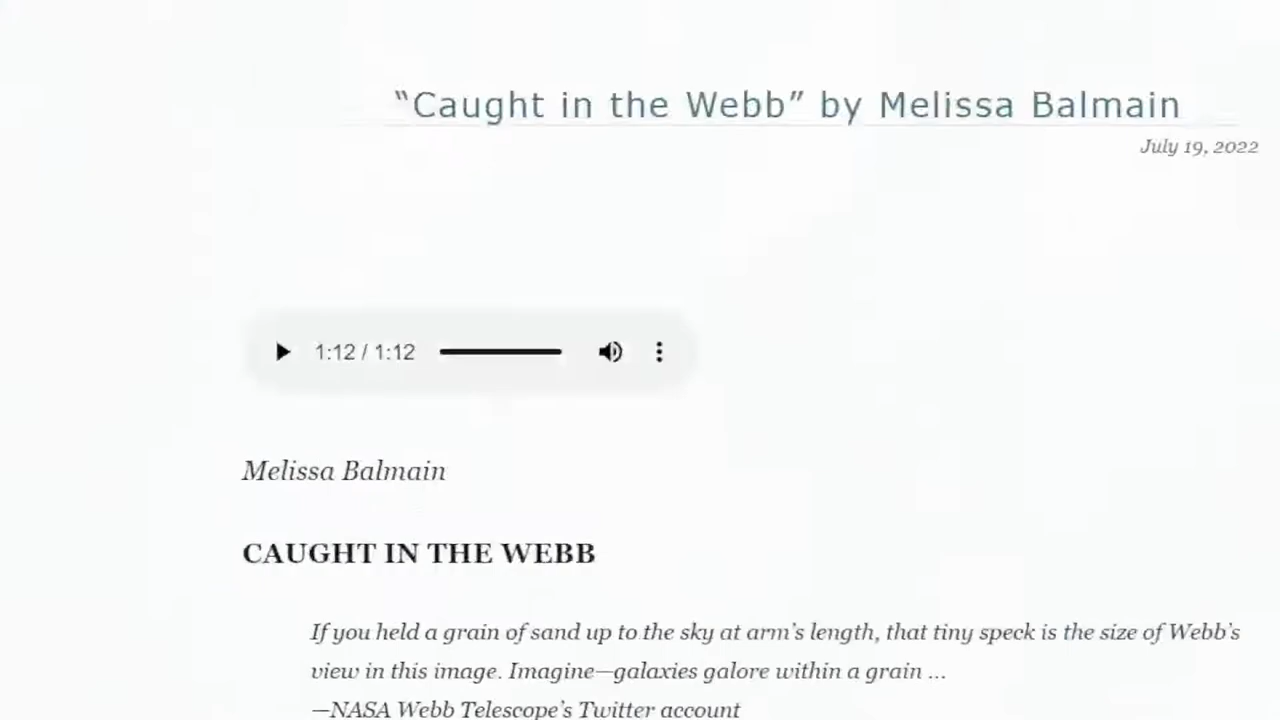 “Caught in the Webb” by Melissa Balmain
July 19, 2022
1:12 / 1:12
Melissa Balmain
CAUGHT IN THE WEBB
If you held a grain of sand up to the sky at arm’s length, that tiny speck is the size of Webb’s
view in this image. Imagine—galaxies galore within a grain ...
—NASA Webb Telescope’s Twitter account